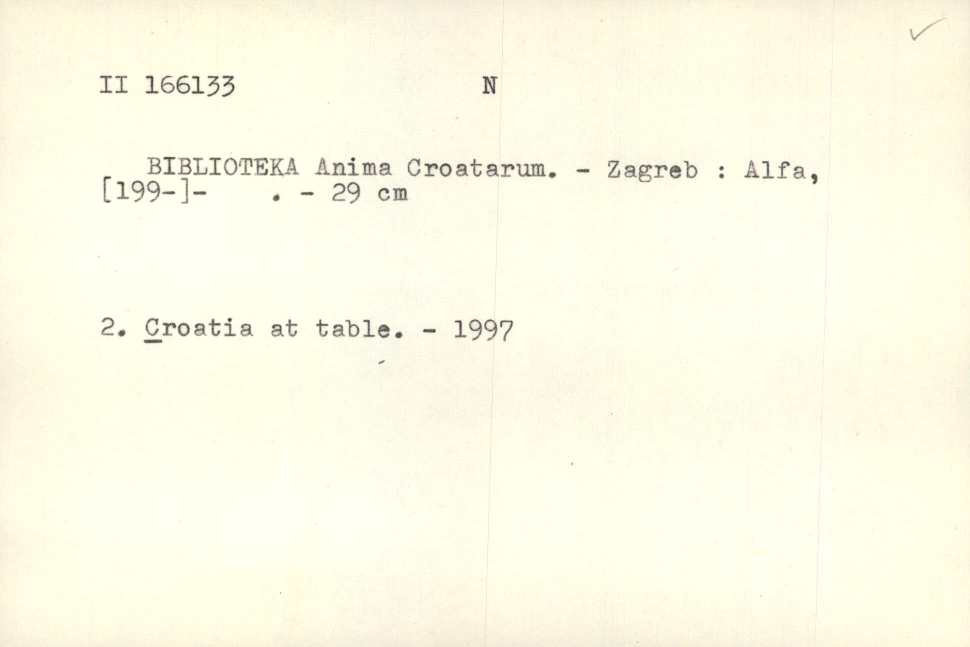 II 166133 N
BIBLIOTEKA Anima Croatarum. - Zagreb : Alfa,
[199-]- . - 29 cm
2. Croatia at table. - 1997